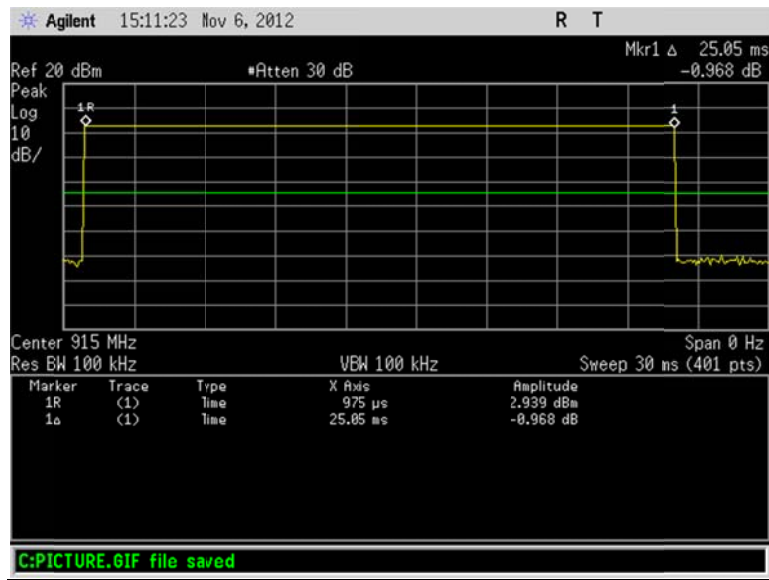 Agilent 15:11:23 Nov 6, 2012 R T
Mkr1 Δ 25.05 ms
Ref 20 dBm #Atten 30 dB -0.968 dB
Peak
Log
10
dB/
1R
1
Center 915 MHz Span 0 Hz
Res BW 100 kHz VBW 100 kHz Sweep 30 ms (401 pts)
Marker Trace Type X Axis Amplitude
1R (1) Time 975 µs 2.939 dBm
1Δ (1) Time 25.05 ms -0.968 dB
C:PICTURE.GIF file saved